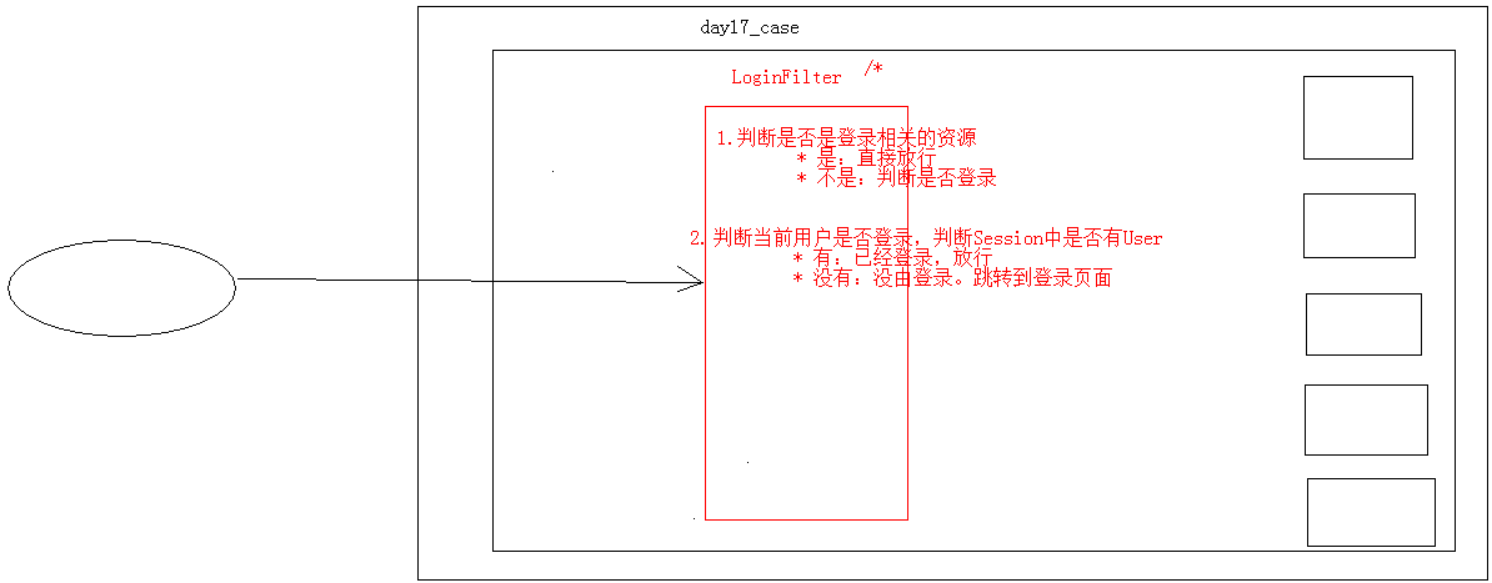 day17_case
LoginFilter /*
1.判断是否是登录相关的资源
* 是：直接放行
* 不是：判断是否登录
2.判断当前用户是否登录，判断Session中是否有User
* 有：已经登录，放行
* 没有：没由登录。跳转到登录页面